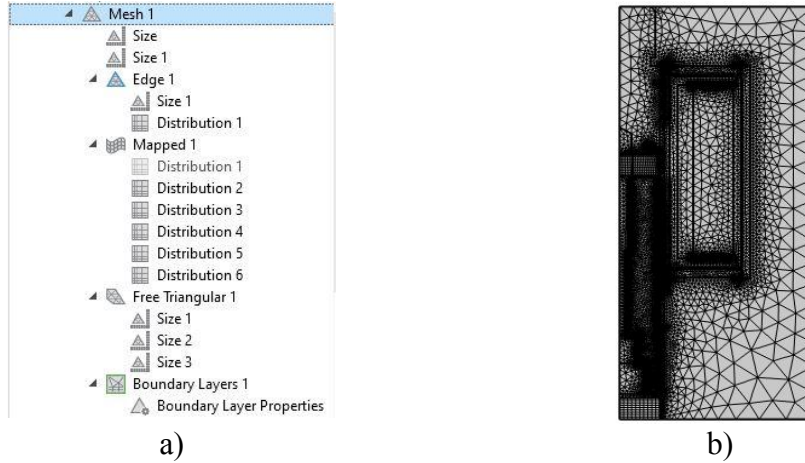 Mesh 1
Size
Size 1
Edge 1
Size 1
Distribution 1
Mapped 1
Distribution 1
Distribution 2
Distribution 3
Distribution 4
Distribution 5
Distribution 6
Free Triangular 1
Size 1
Size 2
Size 3
Boundary Layers 1
Boundary Layer Properties
a) b)